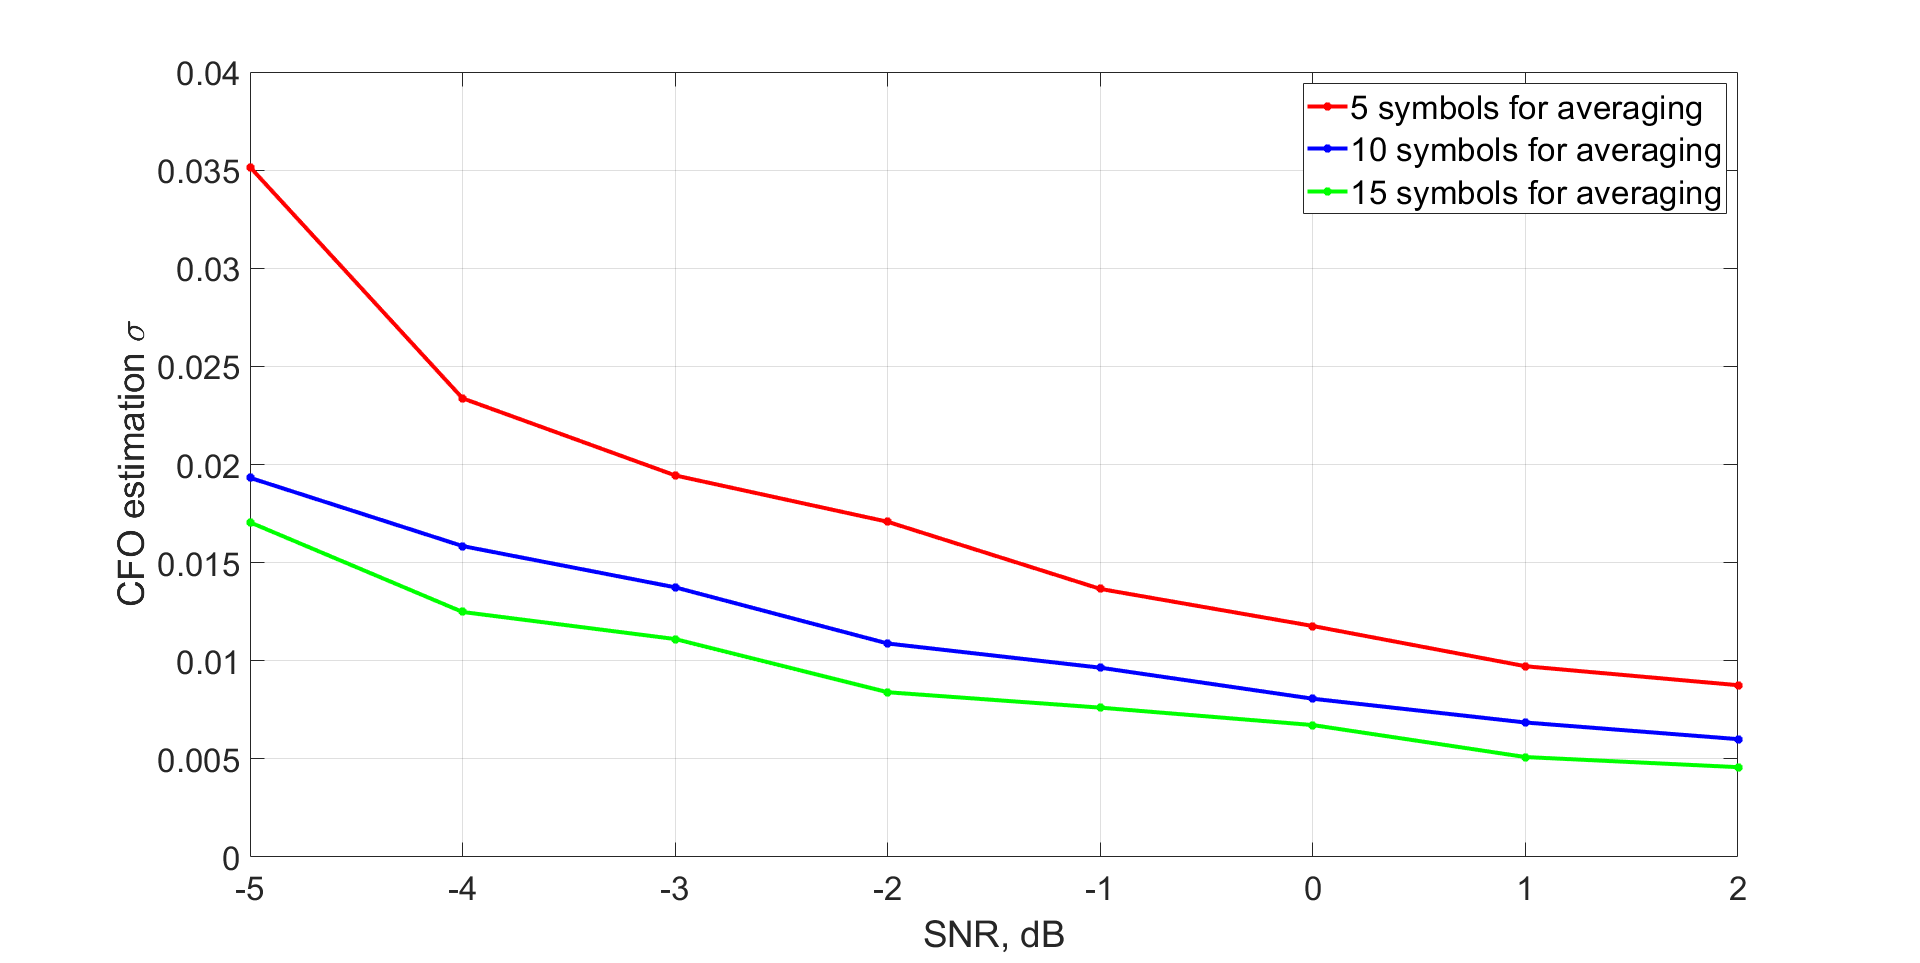 5 symbols for averaging
10 symbols for averaging
15 symbols for averaging
CFO estimation σ
0.04
0.035
0.03
0.025
0.02
0.015
0.01
0.005
0
-5 -4 -3 -2 -1 0 1 2
SNR, dB